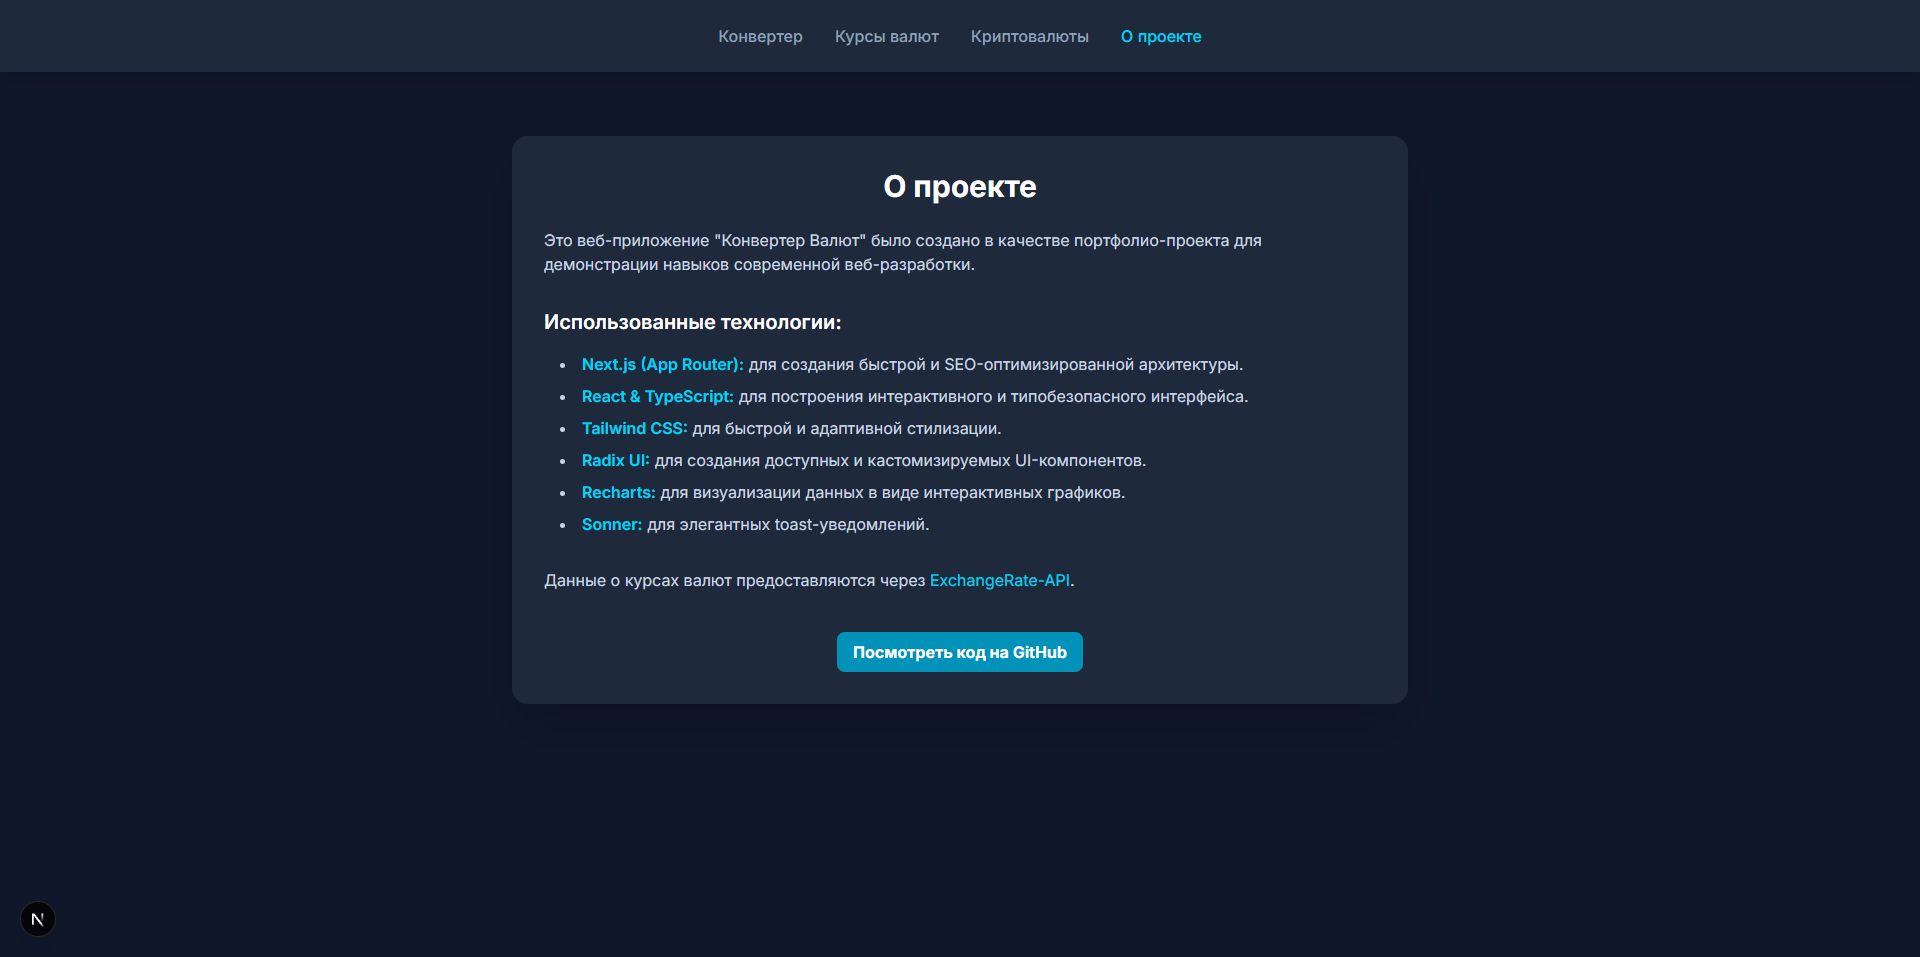 Конвертер Курсы валют Криптовалюты О проекте
О проекте
Это веб-приложение "Конвертер Валют" было создано в качестве портфолио-проекта для
демонстрации навыков современной веб-разработки.
Использованные технологии:
• Next.js (App Router): для создания быстрой и SEO-оптимизированной архитектуры.
• React & TypeScript: для построения интерактивного и типобезопасного интерфейса.
• Tailwind CSS: для быстрой и адаптивной стилизации.
• Radix UI: для создания доступных и кастомизируемых UI-компонентов.
• Recharts: для визуализации данных в виде интерактивных графиков.
• Sonner: для элегантных toast-уведомлений.
Данные о курсах валют предоставляются через ExchangeRate-API.
Посмотреть код на GitHub
N